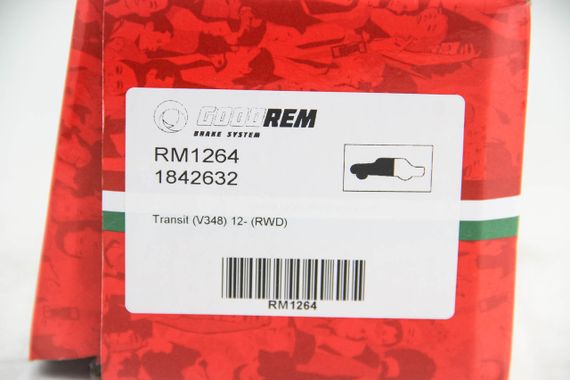 GOODREM
BRAKE SYSTEM
RM1264
1842632
Transit (V348) 12- (RWD)
RM1264